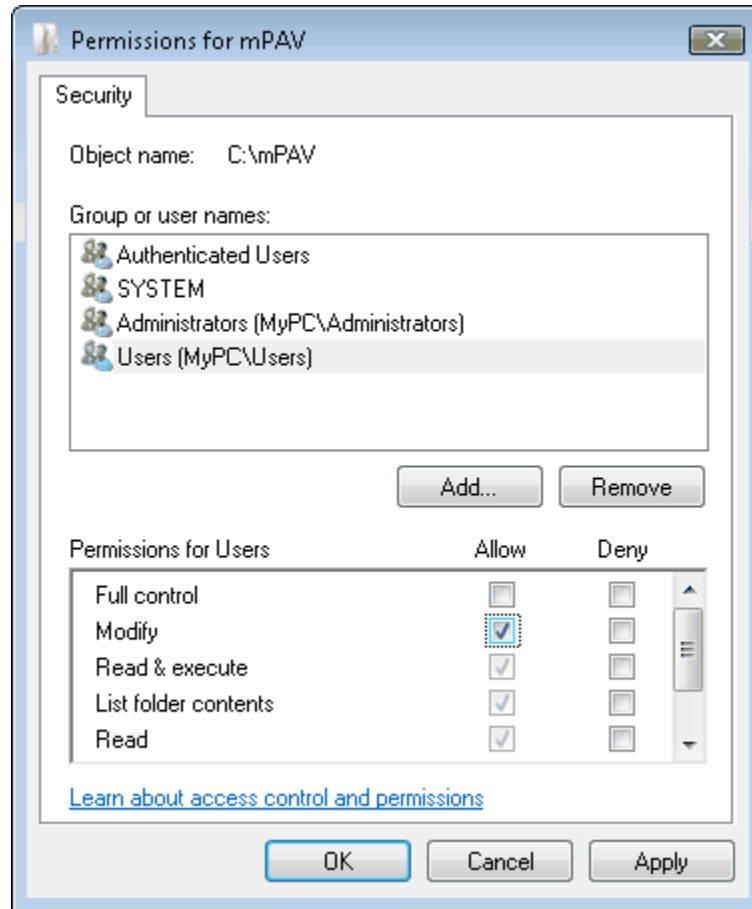 Permissions for mPAV
Security
Object name: C:\mPAV
Group or user names:
Authenticated Users
SYSTEM
Administrators (MyPC\Administrators)
Users (MyPC\Users)
Add... Remove
Permissions for Users Allow Deny
Full control
Modify
Read & execute
List folder contents
Read
Learn about access control and permissions
OK Cancel Apply